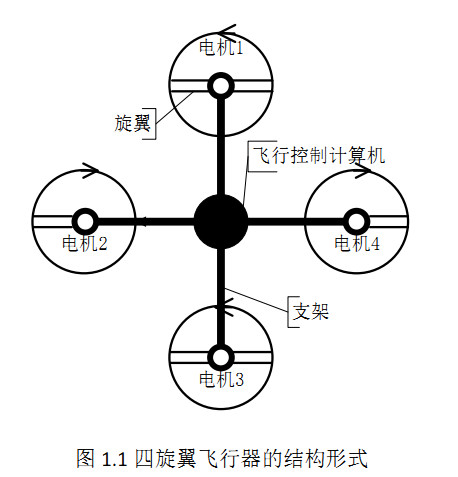 电机1
旋翼
飞行控制计算机
电机2
电机4
支架
电机3
图 1.1 四旋翼飞行器的结构形式